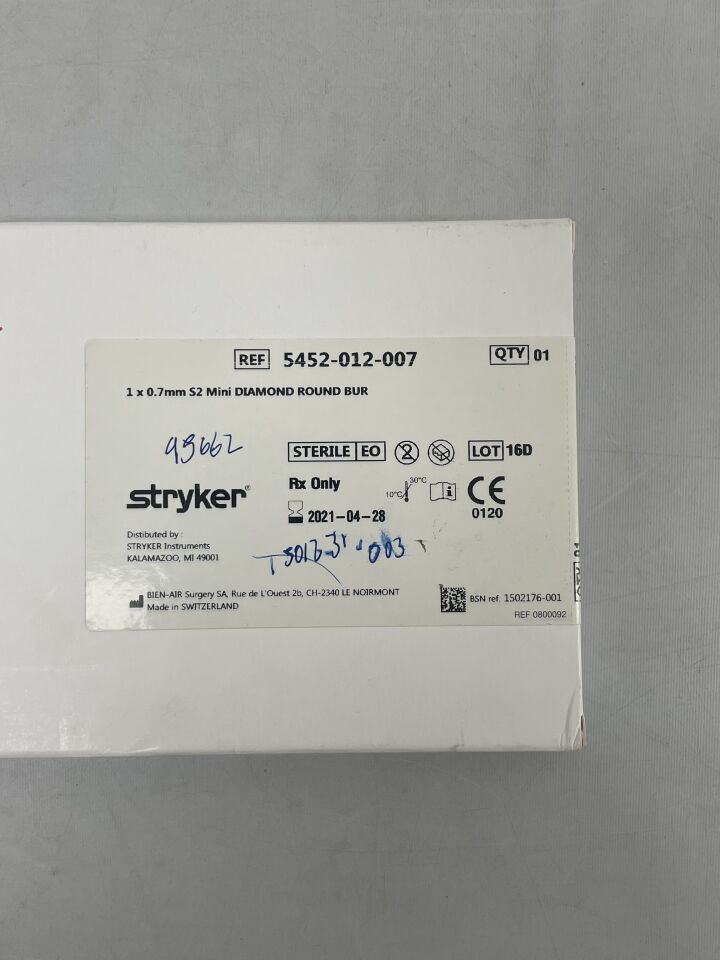 REF 5452-012-007 QTY 01
1 x 0.7mm S2 Mini DIAMOND ROUND BUR
STERILE EO 2 LOT 16D
stryker®
Rx Only
10°C 30°C
i
CE
0120
2021-04-28
Distributed by :
STRYKER Instruments
KALAMAZOO, MI 49001
003
BIEN-AIR Surgery SA, Rue de L'Ouest 2b, CH-2340 LE NOIRMONT
Made in SWITZERLAND
BSN ref. 1502176-001
REF 0800092